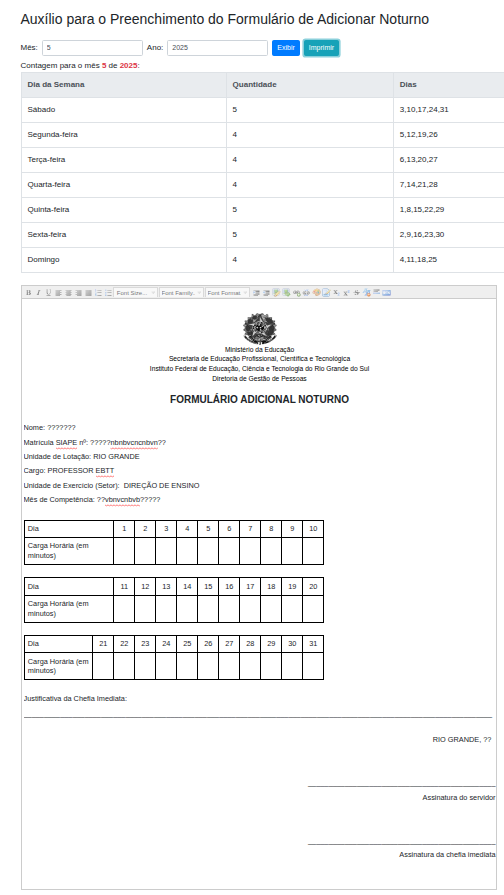 Auxílio para o Preenchimento do Formulário de Adicionar Noturno
Mês: 5 Ano: 2025 Exibir Imprimir
Contagem para o mês 5 de 2025:
Dia da Semana Quantidade Dias
Sábado 5 3,10,17,24,31
Segunda-feira 4 5,12,19,26
Terça-feira 4 6,13,20,27
Quarta-feira 4 7,14,21,28
Quinta-feira 5 1,8,15,22,29
Sexta-feira 5 2,9,16,23,30
Domingo 4 4,11,18,25
Font Size... Font Family. Font Format
Ministério da Educação
Secretaria de Educação Profissional, Científica e Tecnológica
Instituto Federal de Educação, Ciência e Tecnologia do Rio Grande do Sul
Diretoria de Gestão de Pessoas
FORMULÁRIO ADICIONAL NOTURNO
Nome: ???????
Matrícula SIAPE nº: ?????nbnbvcncnbvn??
Unidade de Lotação: RIO GRANDE
Cargo: PROFESSOR EBTT
Unidade de Exercício (Setor): DIREÇÃO DE ENSINO
Mês de Competência: ??vbnvcnbvb?????
Dia 1 2 3 4 5 6 7 8 9 10
Carga Horária (em
minutos)
Dia 11 12 13 14 15 16 17 18 19 20
Carga Horária (em
minutos)
Dia 21 22 23 24 25 26 27 28 29 30 31
Carga Horária (em
minutos)
Justificativa da Chefia Imediata:
RIO GRANDE, ??
Assinatura do servidor
Assinatura da chefia imediata